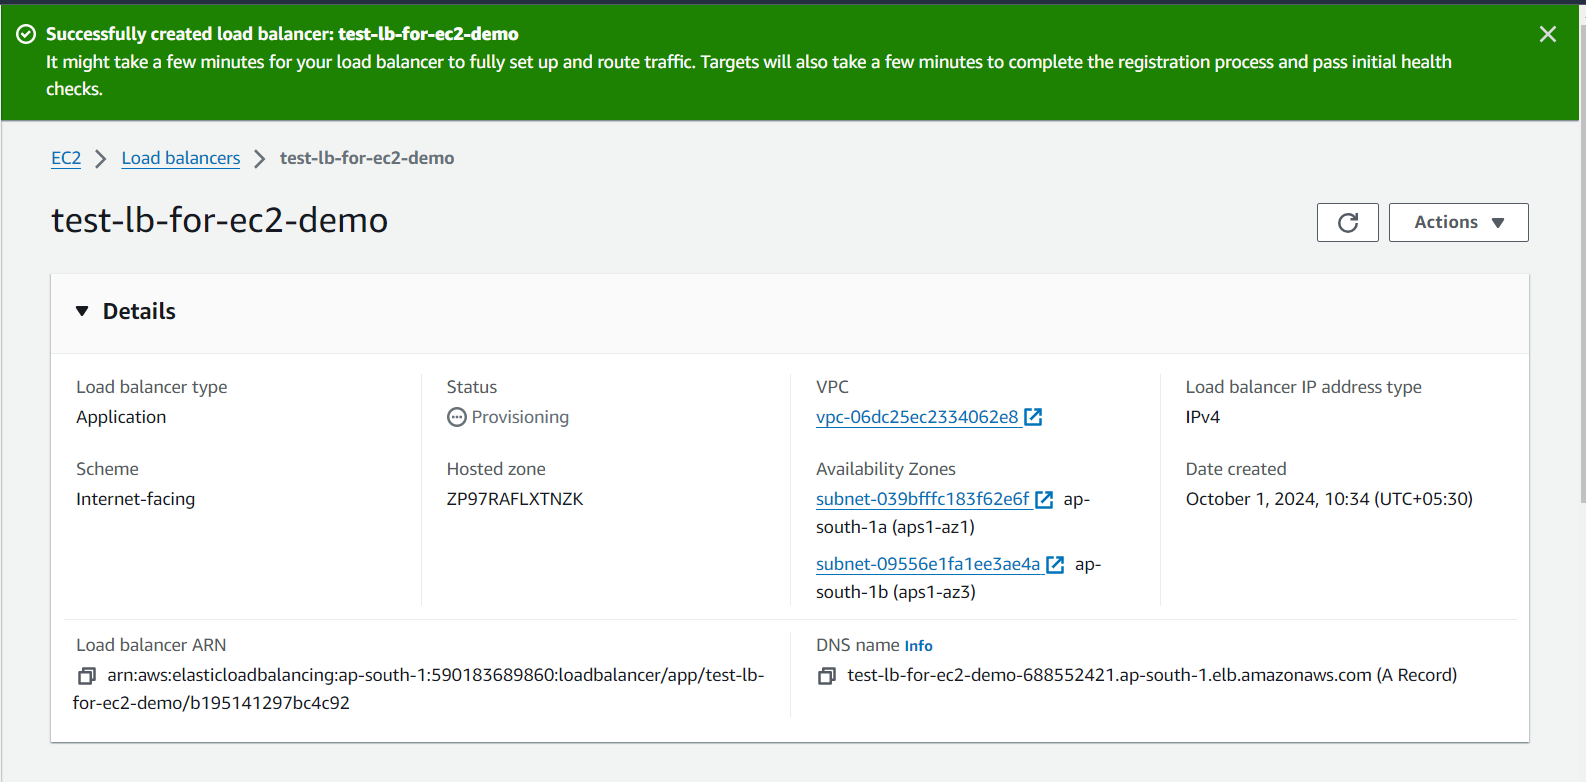 Successfully created load balancer: test-lb-for-ec2-demo
It might take a few minutes for your load balancer to fully set up and route traffic. Targets will also take a few minutes to complete the registration process and pass initial health
checks.
EC2 > Load balancers > test-lb-for-ec2-demo
test-lb-for-ec2-demo
Actions
Details
Load balancer type
Application
Status
Provisioning
VPC
vpc-06dc25ec2334062e8
Load balancer IP address type
IPv4
Scheme
Internet-facing
Hosted zone
ZP97RAFLXTNZK
Availability Zones
subnet-039bfffc183f62e6f ap-
south-1a (aps1-az1)
subnet-09556e1fa1ee3ae4a ap-
south-1b (aps1-az3)
Date created
October 1, 2024, 10:34 (UTC+05:30)
Load balancer ARN
arn:aws:elasticloadbalancing:ap-south-1:590183689860:loadbalancer/app/test-lb-
for-ec2-demo/b195141297bc4c92
DNS name Info
test-lb-for-ec2-demo-688552421.ap-south-1.elb.amazonaws.com (A Record)